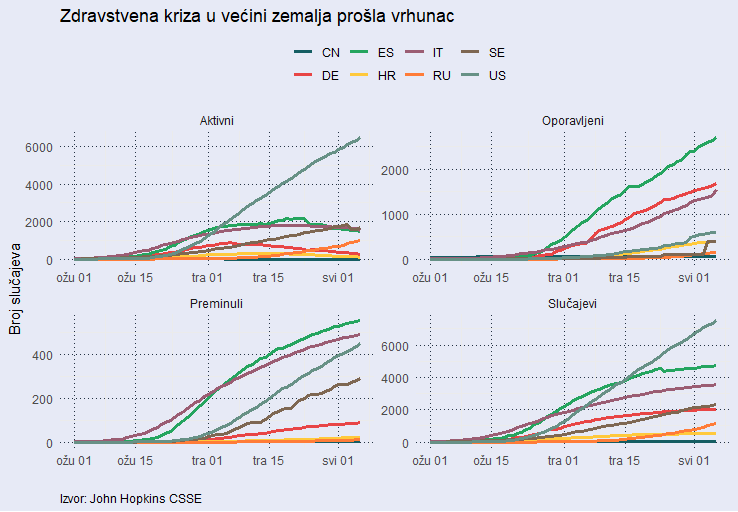 Zdravstvena kriza u većini zemalja prošla vrhunac
CN ES IT SE
DE HR RU US
Aktivni
6000
4000
2000
0
ožu 01 ožu 15 tra 01 tra 15 svi 01
Oporavljeni
2000
1000
0
ožu 01 ožu 15 tra 01 tra 15 svi 01
Broj slučajeva
Preminuli
400
200
0
ožu 01 ožu 15 tra 01 tra 15 svi 01
Slučajevi
6000
4000
2000
0
ožu 01 ožu 15 tra 01 tra 15 svi 01
Izvor: John Hopkins CSSE